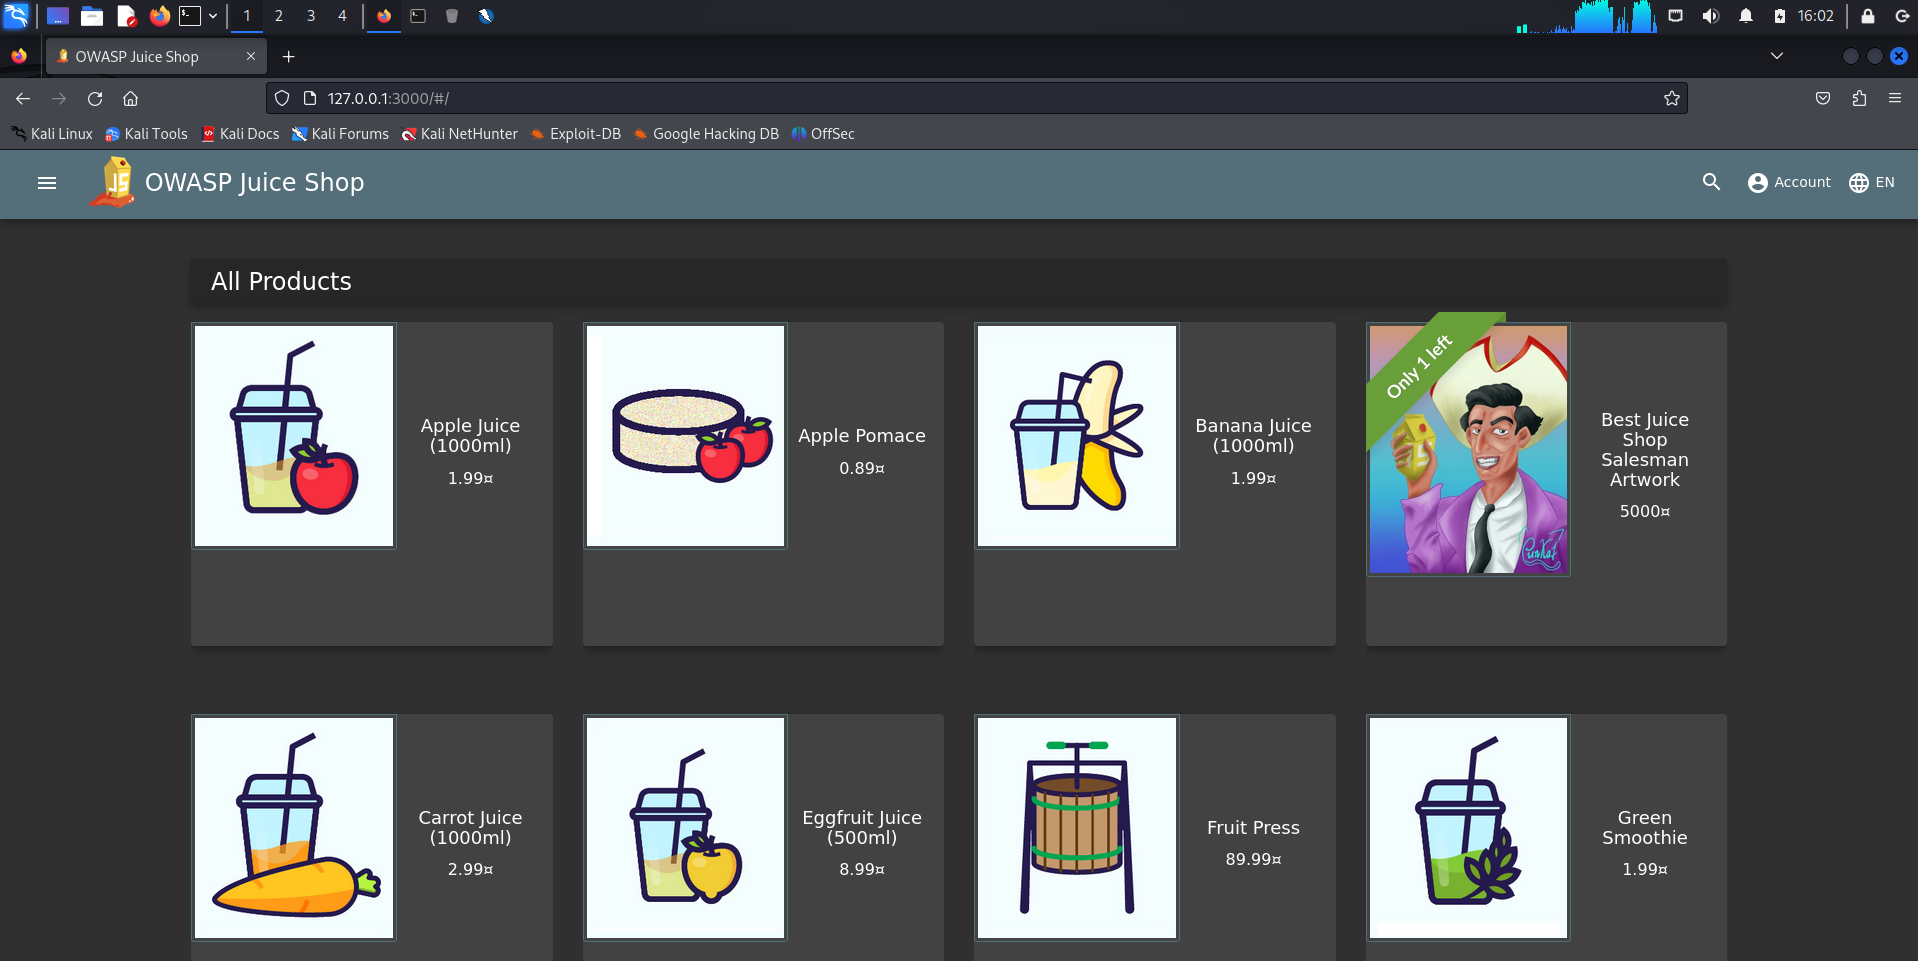 1 2 3 4
16:02
OWASP Juice Shop
127.0.0.1:3000/#/
Kali Linux Kali Tools Kali Docs Kali Forums Kali NetHunter Exploit-DB Google Hacking DB OffSec
JS OWASP Juice Shop
Account EN
All Products
Apple Juice
(1000ml)
1.99¤
Apple Pomace
0.89¤
Banana Juice
(1000ml)
1.99¤
Only 1 left
Best Juice
Shop
Salesman
Artwork
5000¤
Carrot Juice
(1000ml)
2.99¤
Eggfruit Juice
(500ml)
8.99¤
Fruit Press
89.99¤
Green
Smoothie
1.99¤